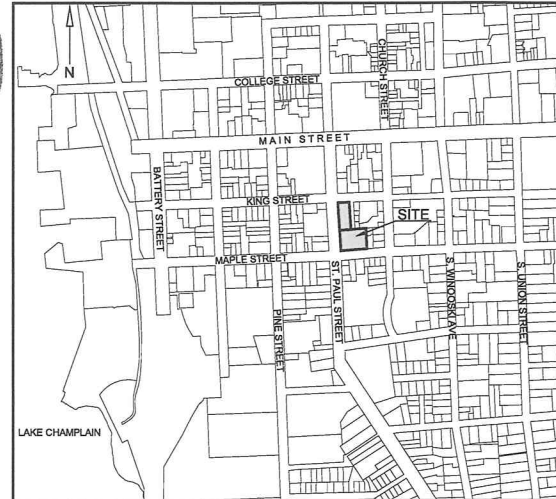 N
COLLEGE STREET
CHURCH STREET
MAIN STREET
BATTERY STREET
KING STREET
SITE
MAPLE STREET
ST. PAUL STREET
PINE STREET
S. WINOOSKI AVE
S. UNION STREET
LAKE CHAMPLAIN